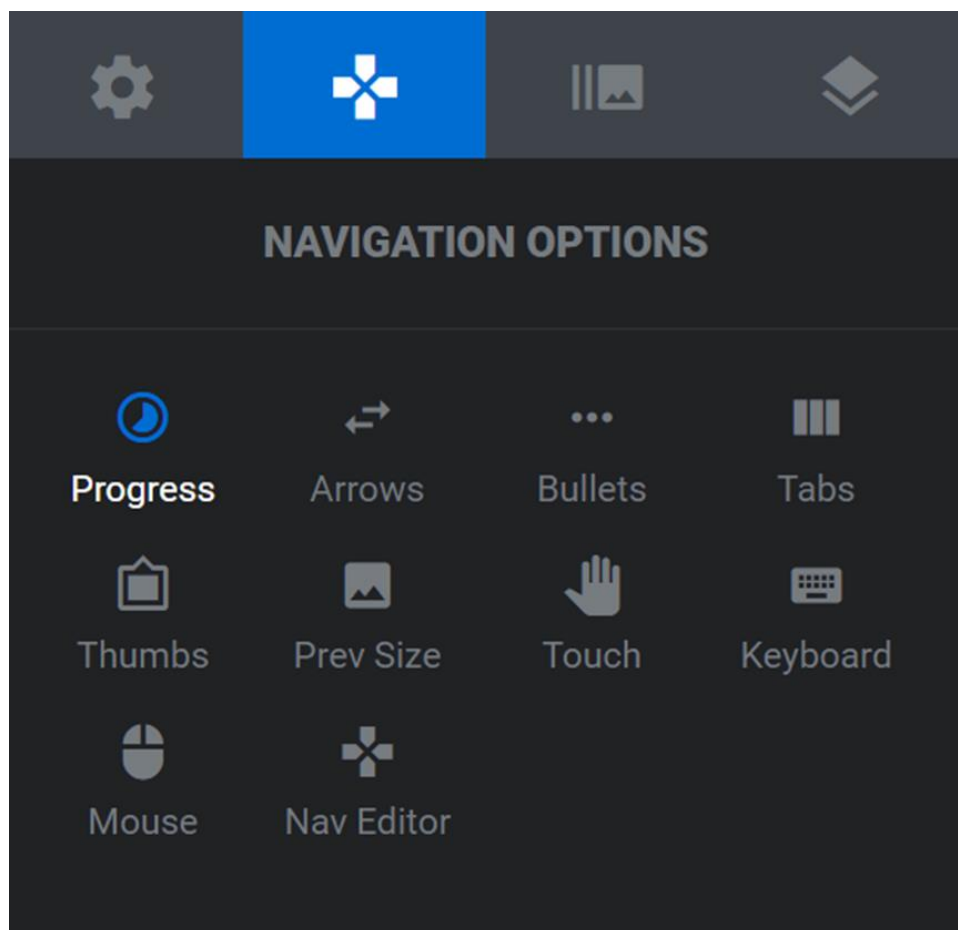 NAVIGATION OPTIONS
Progress Arrows Bullets Tabs
Thumbs Prev Size Touch Keyboard
Mouse Nav Editor